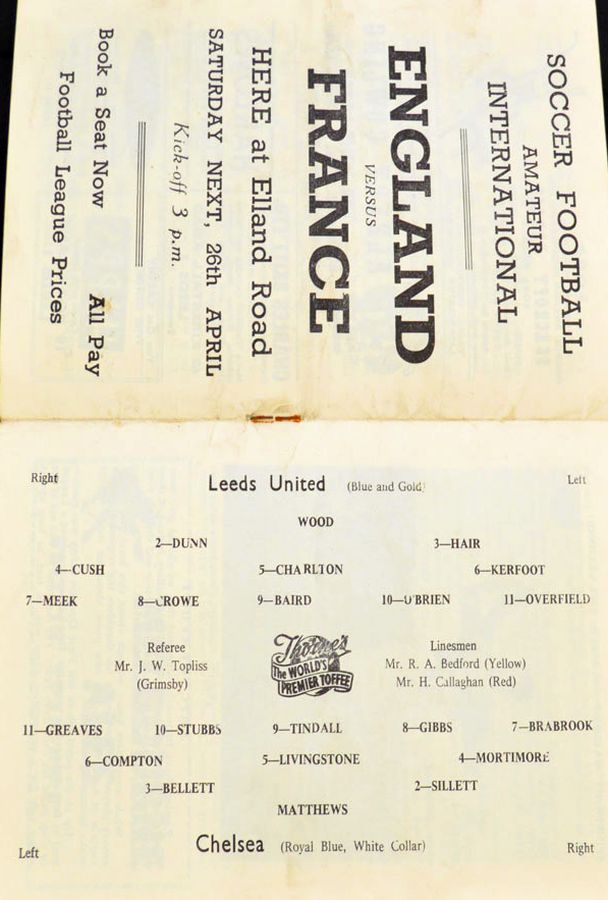 SOCCER FOOTBALL
AMATEUR
INTERNATIONAL
ENGLAND
VERSUS
FRANCE
HERE at Elland Road
SATURDAY NEXT, 26th APRIL
Kick-off 3 p.m.
Book a Seat Now All Pay
Football League Prices
Right Leeds United (Blue and Gold) Left
WOOD
2—DUNN 3—HAIR
4—CUSH 5—CHARLTON 6—KERFOOT
7—MEEK 8—CROWE 9—BAIRD 10—O'BRIEN 11—OVERFIELD
Referee
Mr. J. W. Topliss
(Grimsby)
Thorne's
The WORLD'S
PREMIER TOFFEE
Linesmen
Mr. R. A. Bedford (Yellow)
Mr. H. Callaghan (Red)
11—GREAVES 10—STUBBS 9—TINDALL 8—GIBBS 7—BRABROOK
6—COMPTON 5—LIVINGSTONE 4—MORTIMORE
3—BELLETT 2—SILLETT
MATTHEWS
Left Chelsea (Royal Blue, White Collar) Right